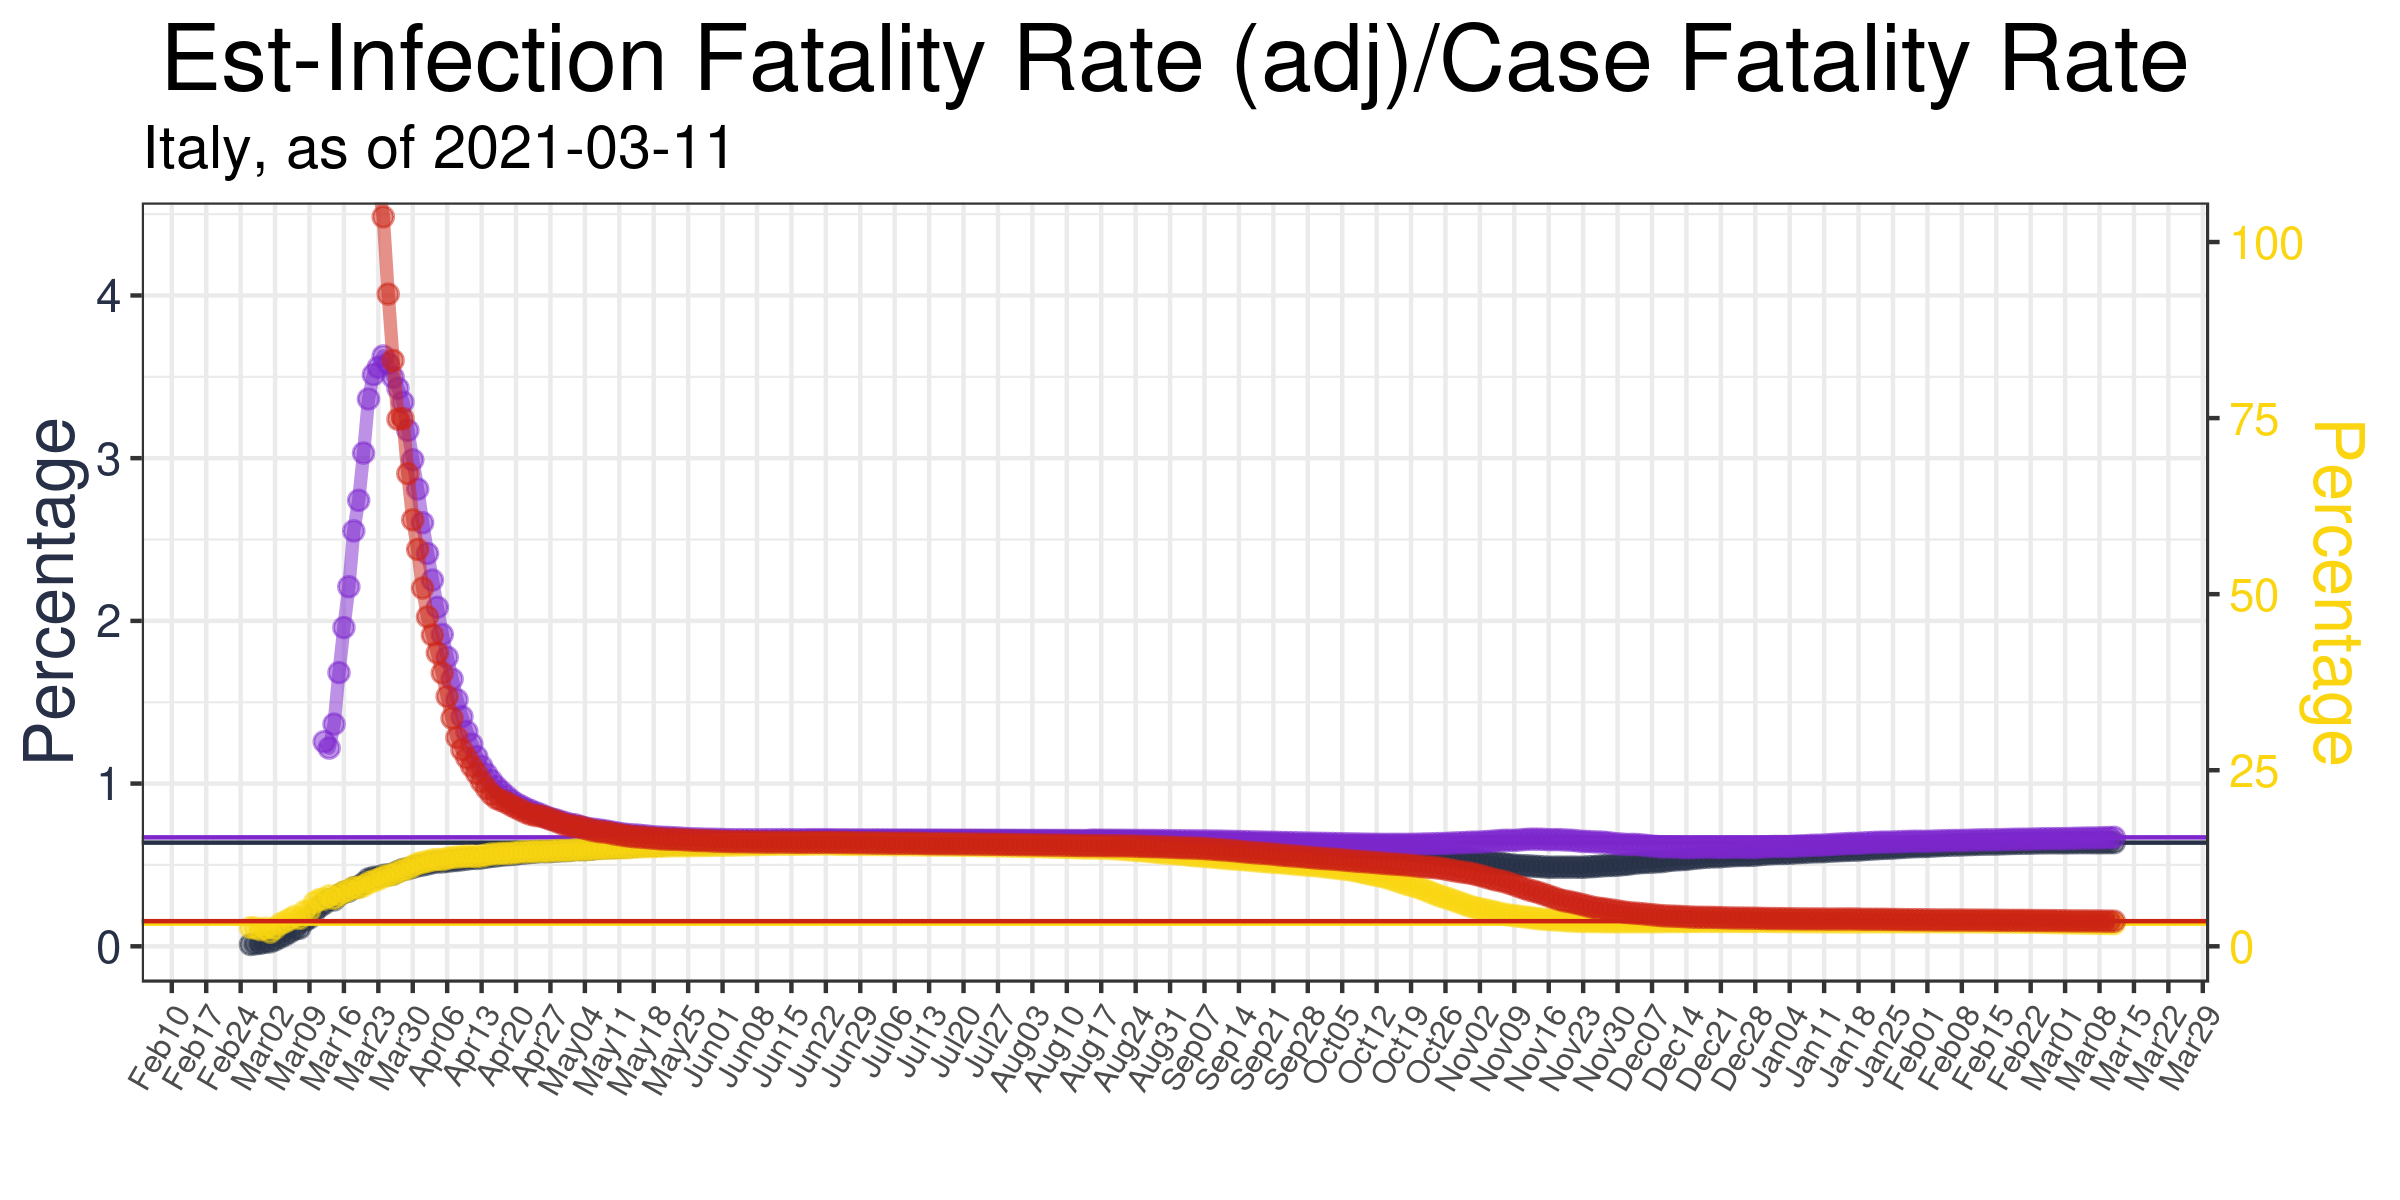 Est-Infection Fatality Rate (adj)/Case Fatality Rate
Italy, as of 2021-03-11
Percentage
4
3
2
1
0
100
75
50
25
0
Percentage
Feb10
Feb17
Feb24
Mar02
Mar09
Mar16
Mar23
Mar30
Apr06
Apr13
Apr20
Apr27
May04
May11
May18
May25
Jun01
Jun08
Jun15
Jun22
Jun29
Jul06
Jul13
Jul20
Jul27
Aug03
Aug10
Aug17
Aug24
Aug31
Sep07
Sep14
Sep21
Sep28
Oct05
Oct12
Oct19
Oct26
Nov02
Nov09
Nov16
Nov23
Nov30
Dec07
Dec14
Dec21
Dec28
Dec04
Jan11
Jan18
Jan25
Feb01
Feb08
Feb15
Feb22
Mar01
Mar08
Mar15
Mar22
Mar29